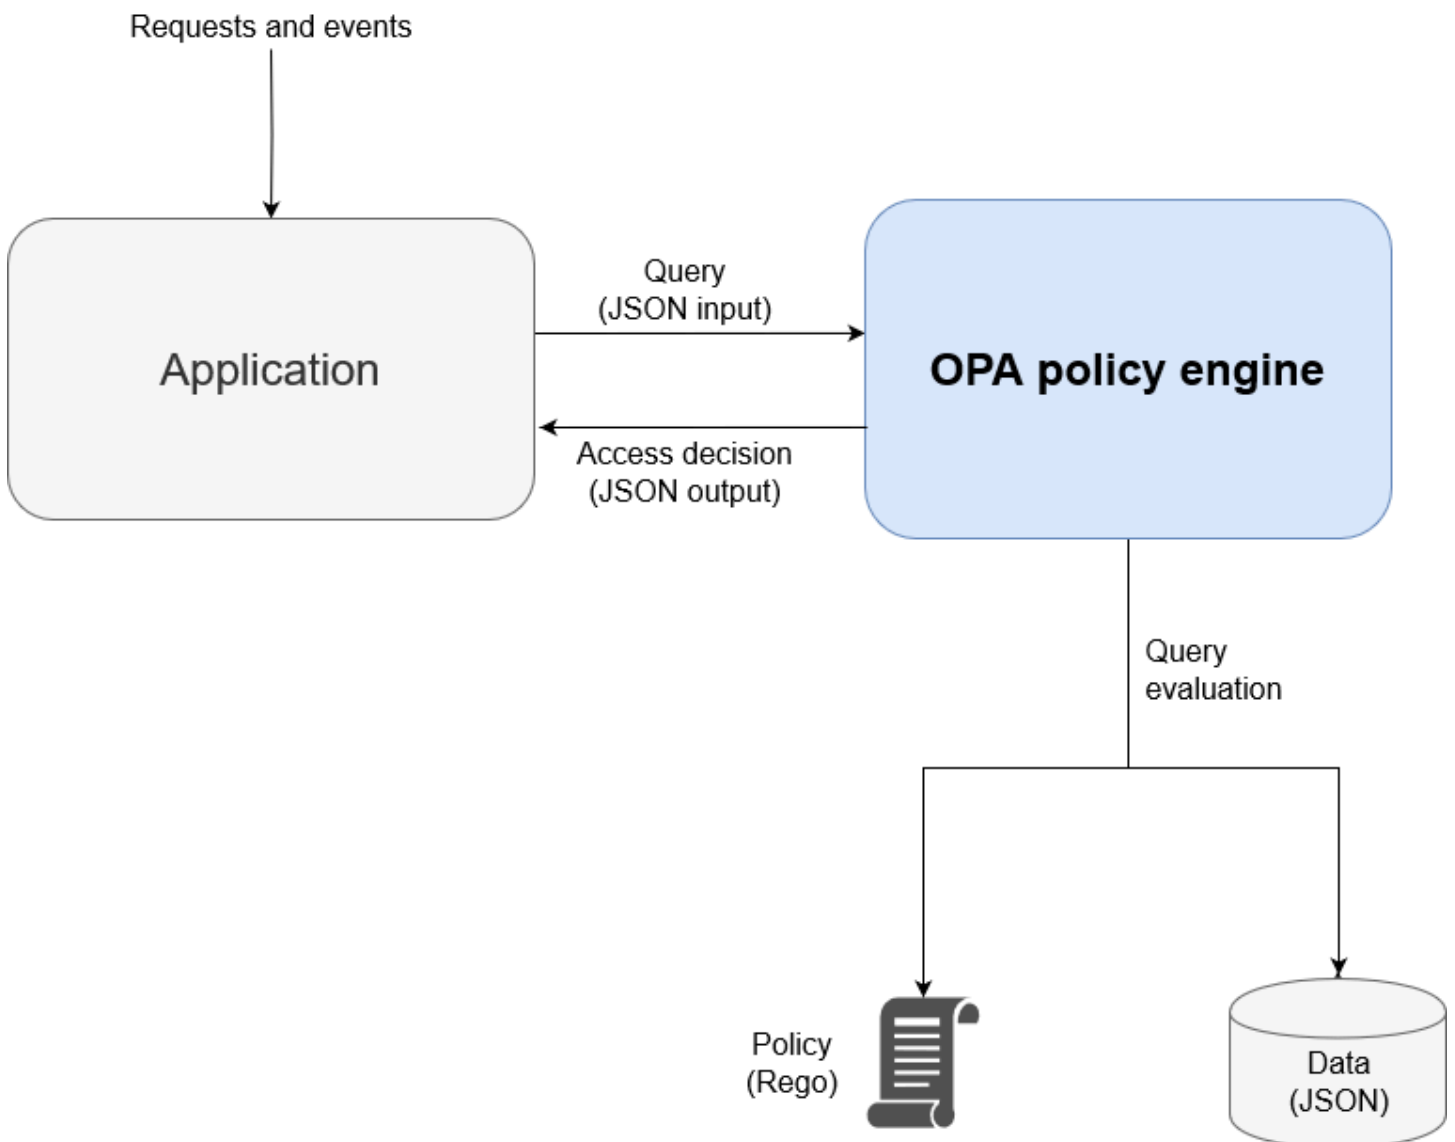 Requests and events
Query
(JSON input)
Application
OPA policy engine
Access decision
(JSON output)
Query
evaluation
Policy
(Rego)
Data
(JSON)